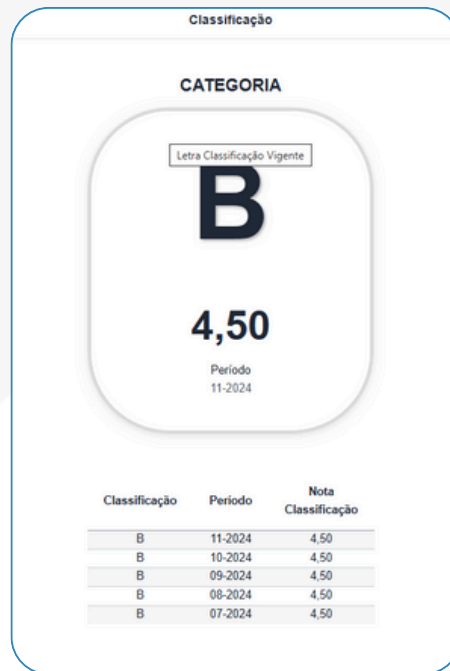 Classificação
CATEGORIA
Letra Classificação Vigente
B
4,50
Período
11-2024
Classificação Período Nota Classificação
B 11-2024 4,50
B 10-2024 4,50
B 09-2024 4,50
B 08-2024 4,50
B 07-2024 4,50